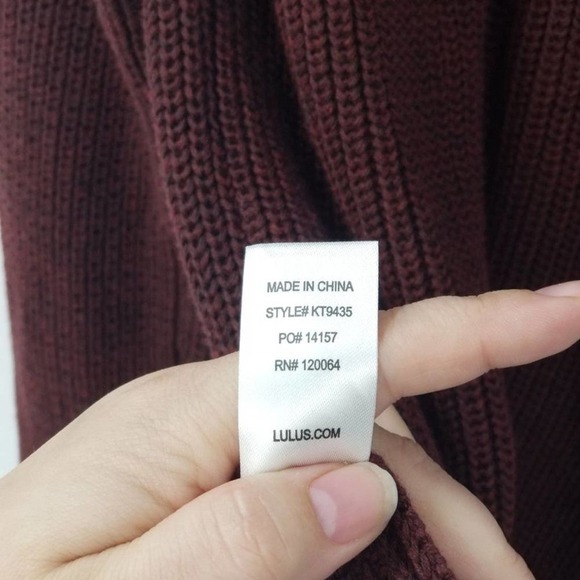 MADE IN CHINA
STYLE# KT9435
PO# 14157
RN# 120064
LULUS.COM